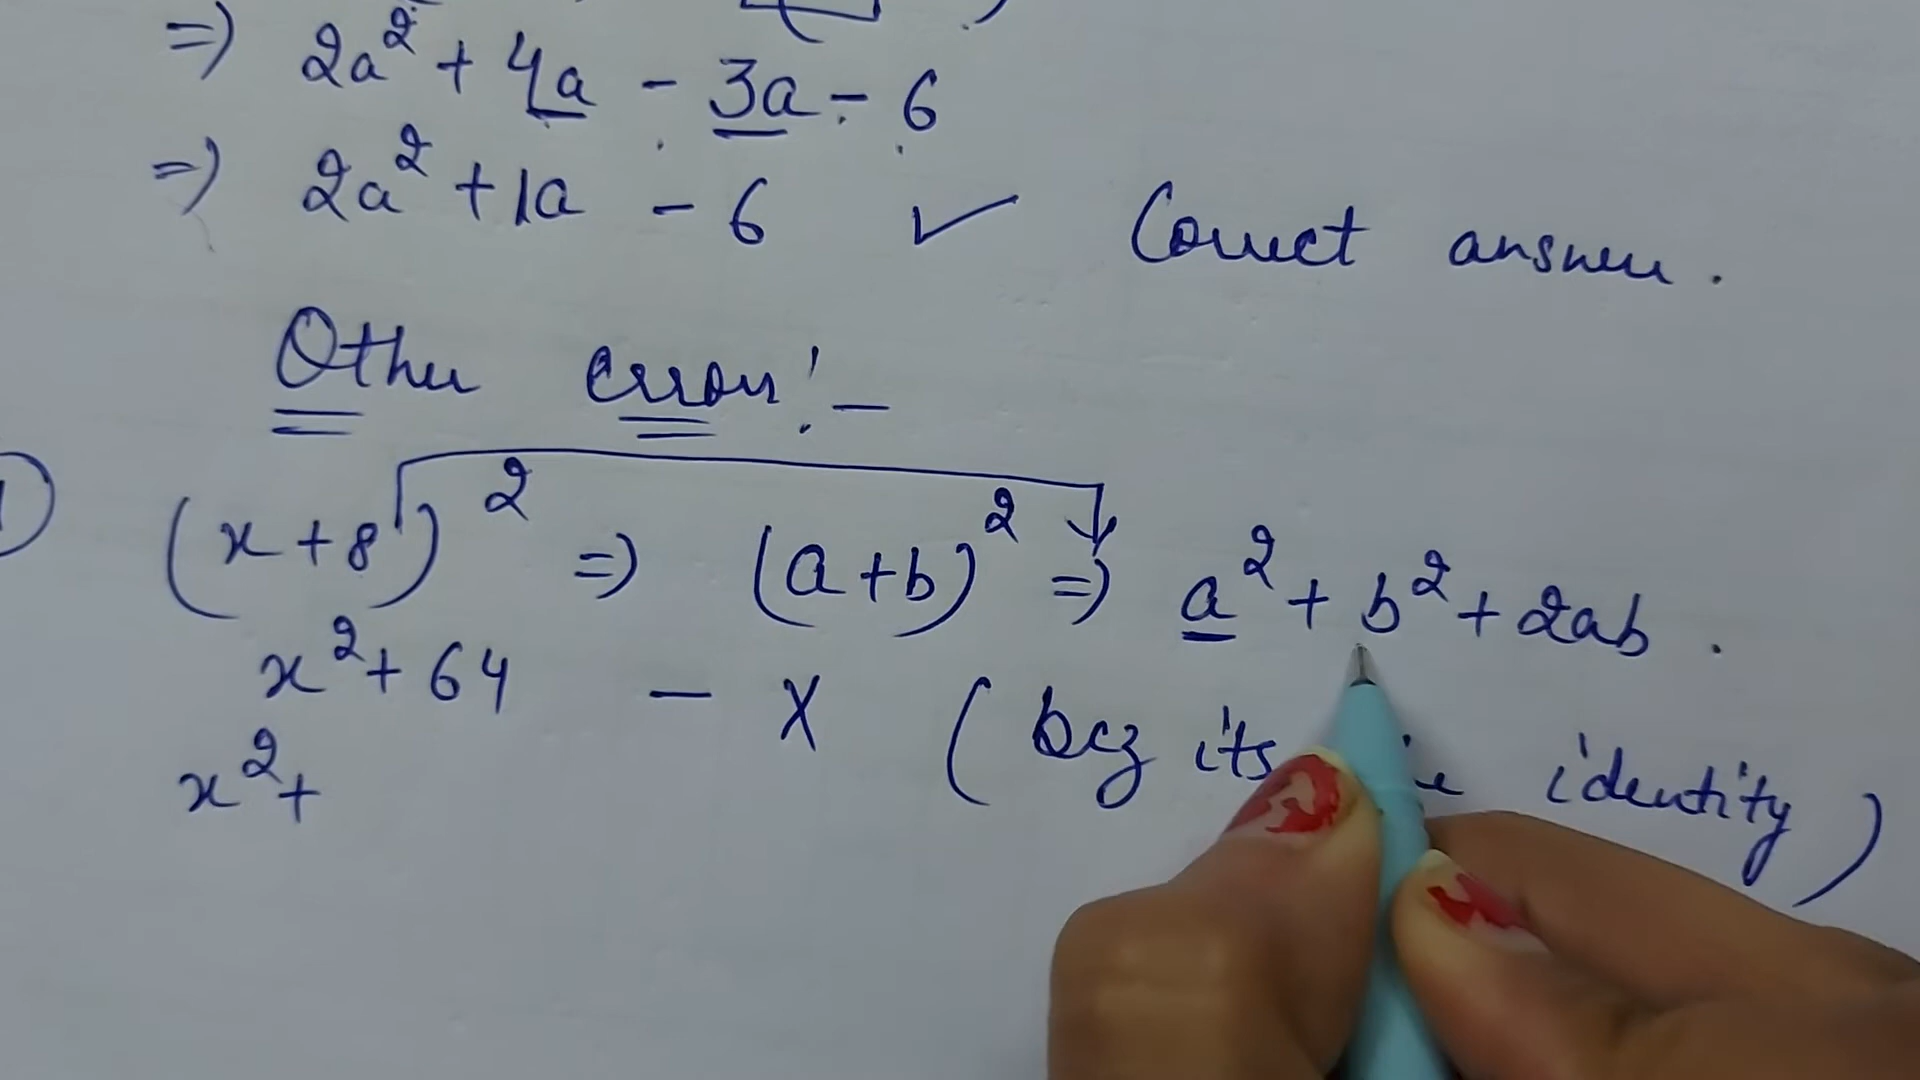 =) 2a² + 4a - 3a - 6
=) 2a² + 1a - 6 ✓ Correct answer.
Other error:-
1
(x+8)² =) (a+b)² =) a² + b² + 2ab.
x² + 64 - X (bcz its identity)
x² +